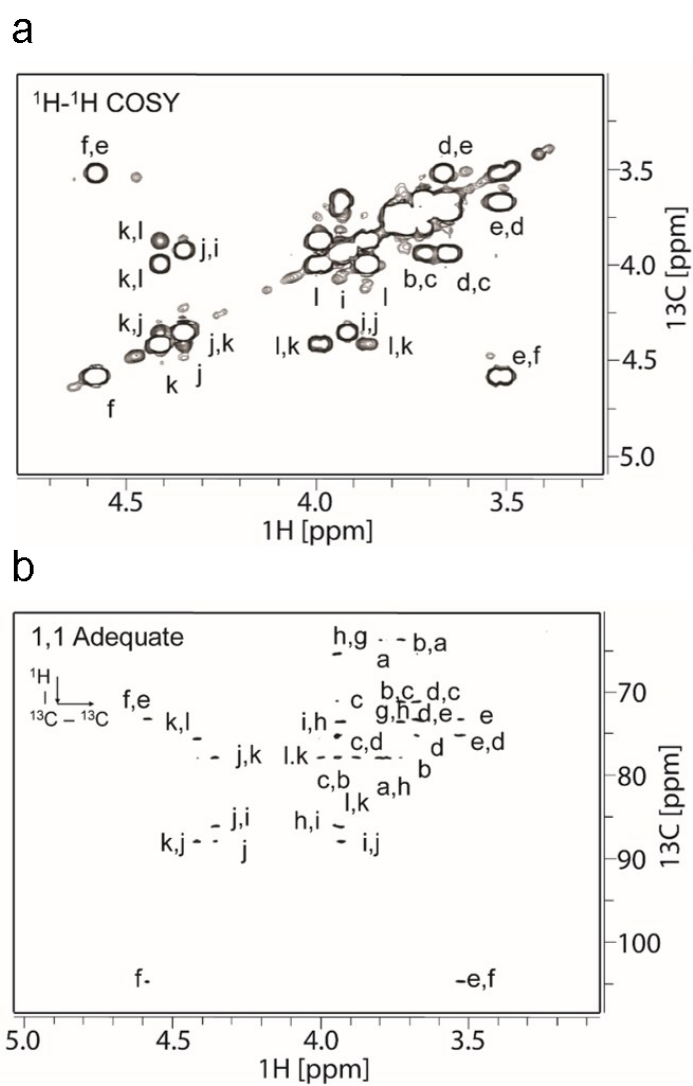 a
¹H-¹H COSY
f,e
d,e
3.5
k,l
j,i
e,d
k,l
4.0
l
i
l
b,c
d,c
k,j
j,k
i,j
l,k
l,k
e,f
4.5
k
j
f
5.0
4.5
4.0
3.5
1H [ppm]
13C [ppm]
b
1,1 Adequate
h,g
b,a
a
¹H
¹³C – ¹³C
f,e
k,l
c
b,c
d,c
70
g,h
d,e
e
i,h
c,d
d
e,d
j,k
l.k
b
80
c,b
a,h
l,k
j,i
h,i
k,j
j
i,j
90
100
f
e,f
5.0
4.5
4.0
3.5
1H [ppm]
13C [ppm]